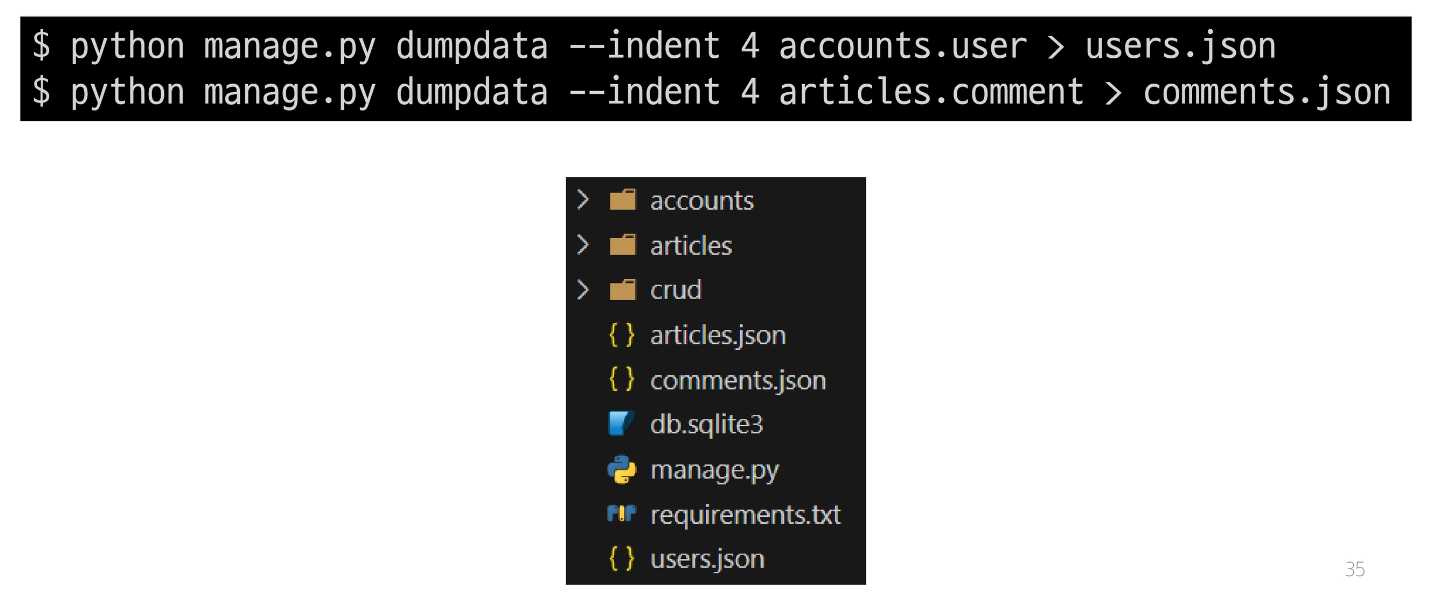 $ python manage.py dumpdata --indent 4 accounts.user > users.json
$ python manage.py dumpdata --indent 4 articles.comment > comments.json
accounts
articles
crud
articles.json
comments.json
db.sqlite3
manage.py
requirements.txt
users.json
35